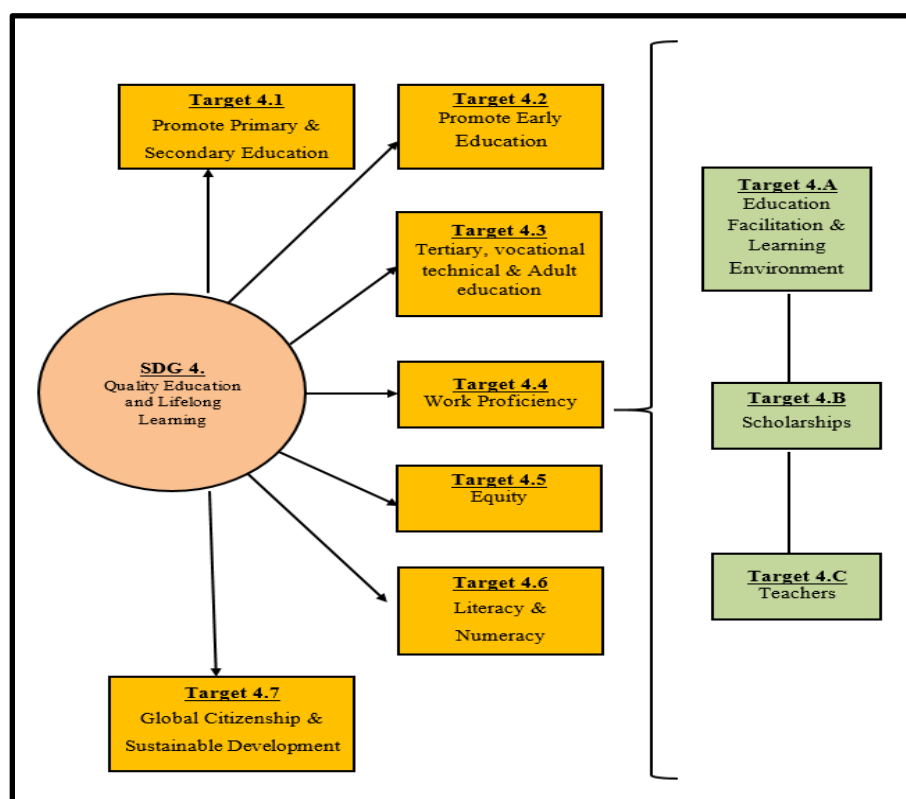 Target 4.1
Promote Primary &
Secondary Education
Target 4.2
Promote Early
Education
Target 4.3
Tertiary, vocational
technical & Adult
education
SDG 4.
Quality Education
and Lifelong
Learning
Target 4.4
Work Proficiency
Target 4.5
Equity
Target 4.6
Literacy &
Numeracy
Target 4.7
Global Citizenship &
Sustainable Development
Target 4.A
Education
Facilitation &
Learning
Environment
Target 4.B
Scholarships
Target 4.C
Teachers